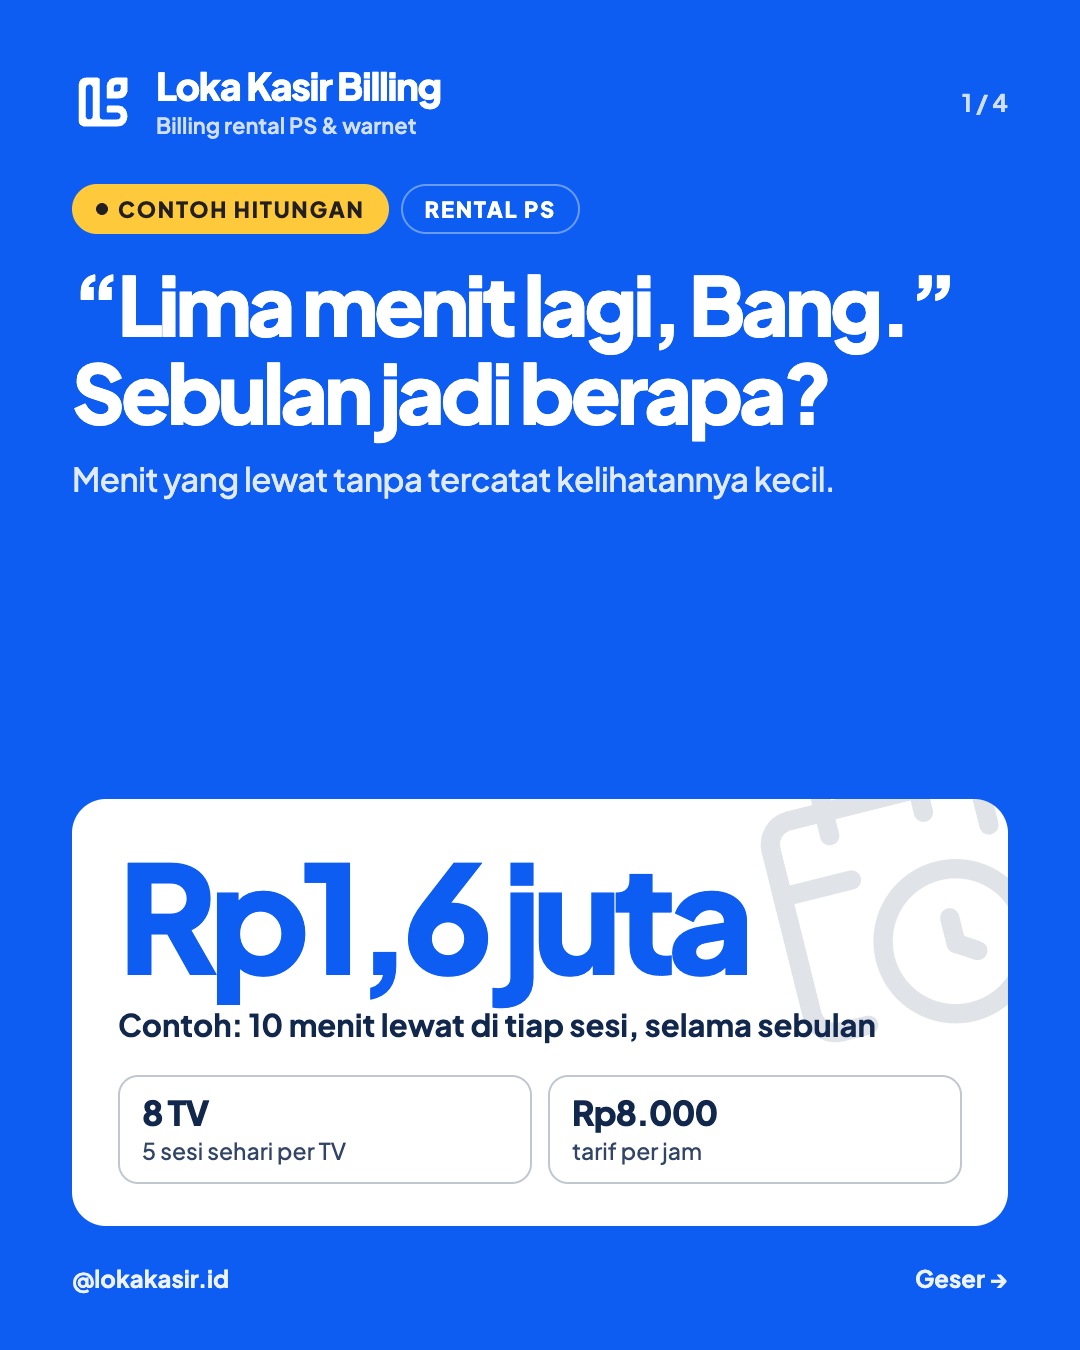 Loka Kasir Billing
Billing rental PS & warnet
1 / 4
CONTOH HITUNGAN
RENTAL PS
“Lima menit lagi, Bang.”
Sebulan jadi berapa?
Menit yang lewat tanpa tercatat kelihatannya kecil.
Rp1,6 juta
Contoh: 10 menit lewat di tiap sesi, selama sebulan
8 TV
5 sesi sehari per TV
Rp8.000
tarif per jam
@lokakasir.id
Geser →